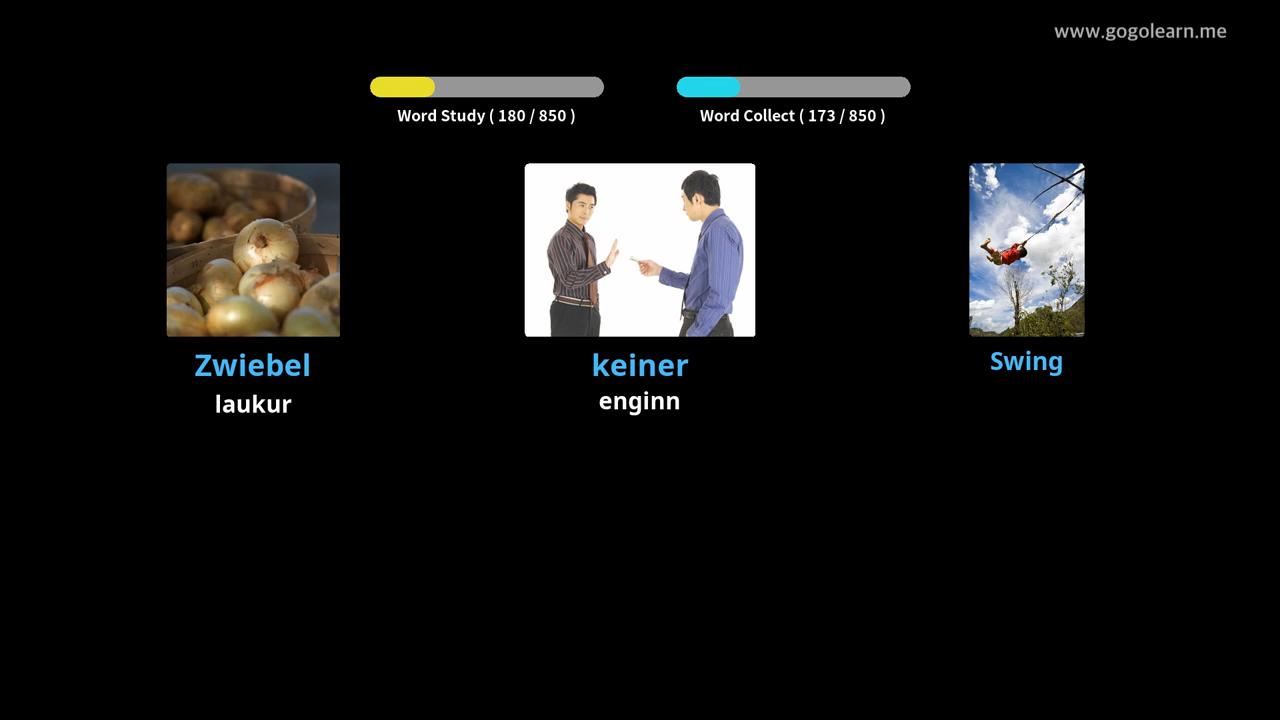 www.gogolearn.me
Word Study ( 180 / 850 )
Word Collect ( 173 / 850 )
Zwiebel
laukur
keiner
enginn
Swing